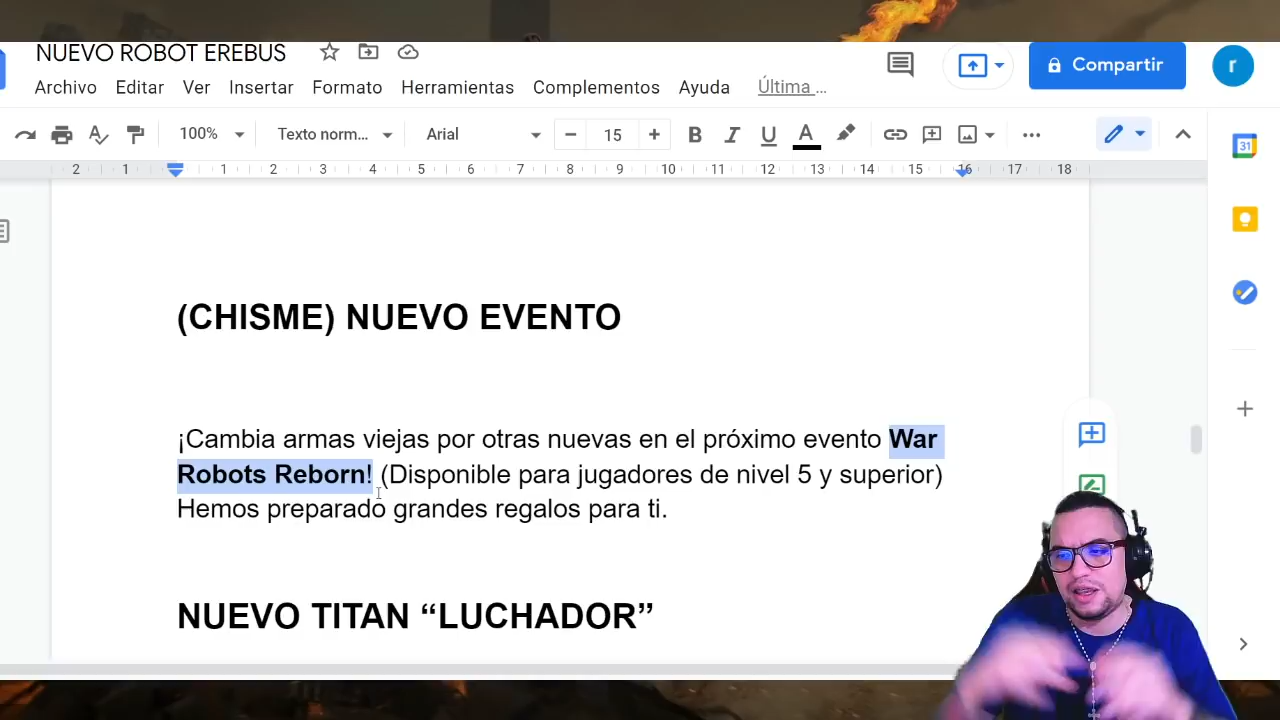 NUEVO ROBOT EREBUS
Archivo Editar Ver Insertar Formato Herramientas Complementos Ayuda Última ...
Compartir
r
100% Texto norm... Arial 15 B I U A
31
2 1 1 2 3 4 5 6 7 8 9 10 11 12 13 14 15 16 17 18
(CHISME) NUEVO EVENTO
¡Cambia armas viejas por otras nuevas en el próximo evento War
Robots Reborn! (Disponible para jugadores de nivel 5 y superior)
Hemos preparado grandes regalos para ti.
NUEVO TITAN “LUCHADOR”